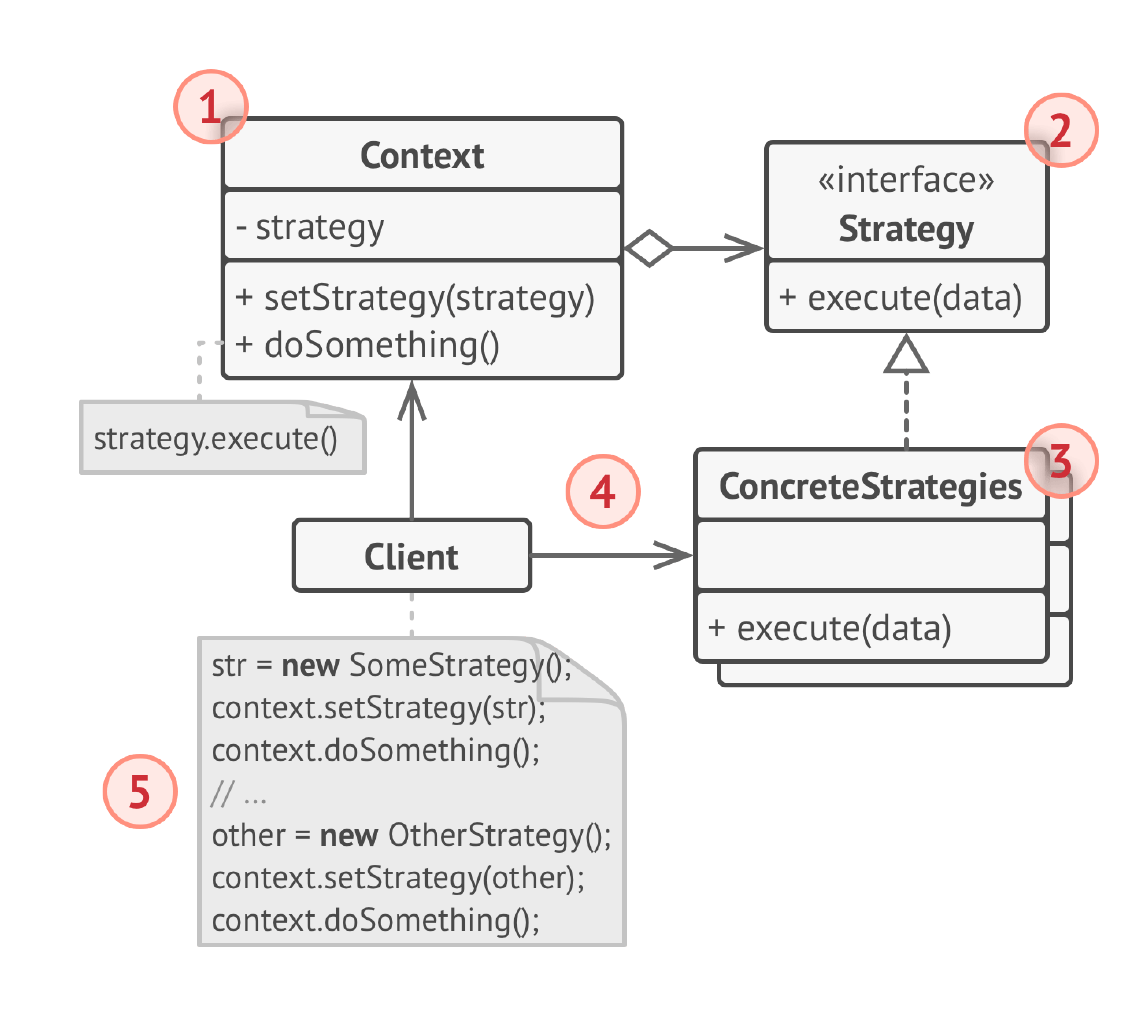 1
Context
- strategy
+ setStrategy(strategy)
+ doSomething()
2
«interface»
Strategy
+ execute(data)
strategy.execute()
3
ConcreteStrategies
+ execute(data)
4
Client
5
str = new SomeStrategy();
context.setStrategy(str);
context.doSomething();
// ...
other = new OtherStrategy();
context.setStrategy(other);
context.doSomething();